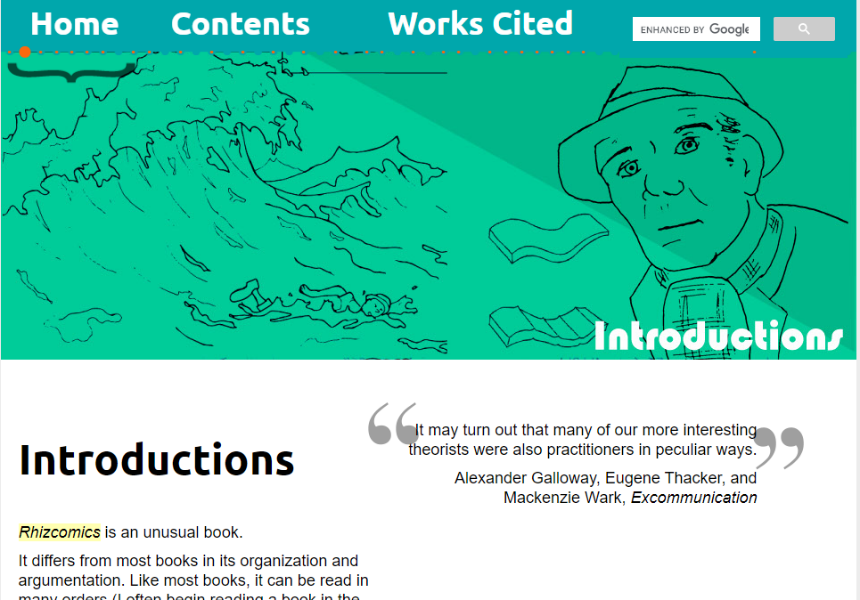 Home Contents Works Cited ENHANCED BY Google
Introductions
It may turn out that many of our more interesting
theorists were also practitioners in peculiar ways.
Alexander Galloway, Eugene Thacker, and
Mackenzie Wark, Excommunication
Introductions
Rhizcomics is an unusual book.
It differs from most books in its organization and
argumentation. Like most books, it can be read in
many orders (I often begin reading a book in the